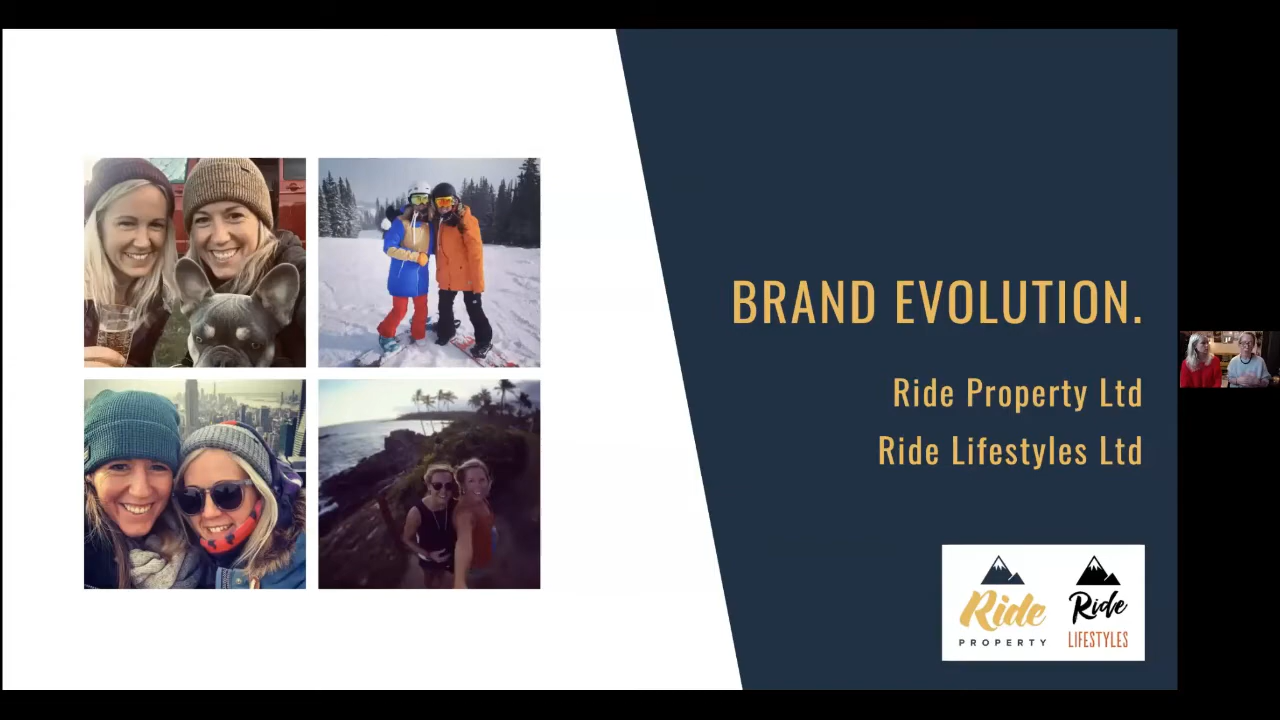 BRAND EVOLUTION.
Ride Property Ltd
Ride Lifestyles Ltd
Ride
PROPERTY
Ride
LIFESTYLES